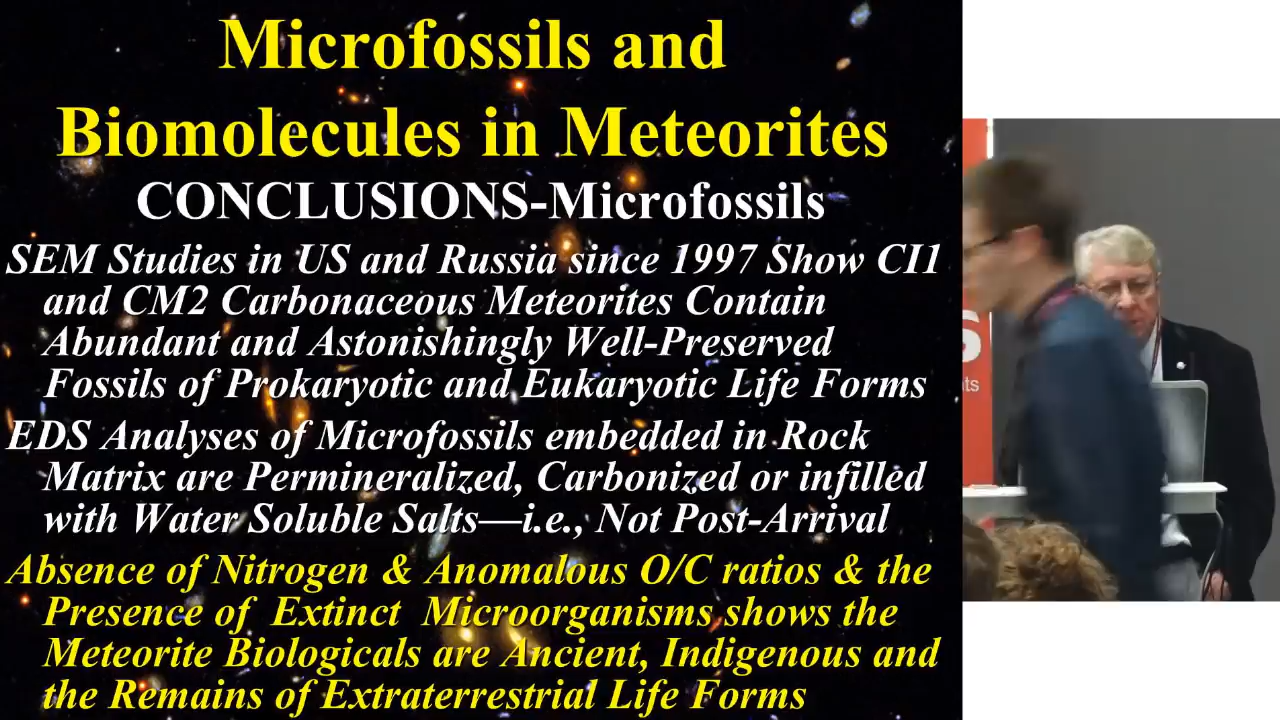 Microfossils and
Biomolecules in Meteorites
CONCLUSIONS-Microfossils
SEM Studies in US and Russia since 1997 Show CI1
and CM2 Carbonaceous Meteorites Contain
Abundant and Astonishingly Well-Preserved
Fossils of Prokaryotic and Eukaryotic Life Forms
EDS Analyses of Microfossils embedded in Rock
Matrix are Permineralized, Carbonized or infilled
with Water Soluble Salts—i.e., Not Post-Arrival
Absence of Nitrogen & Anomalous O/C ratios & the
Presence of Extinct Microorganisms shows the
Meteorite Biologicals are Ancient, Indigenous and
the Remains of Extraterrestrial Life Forms